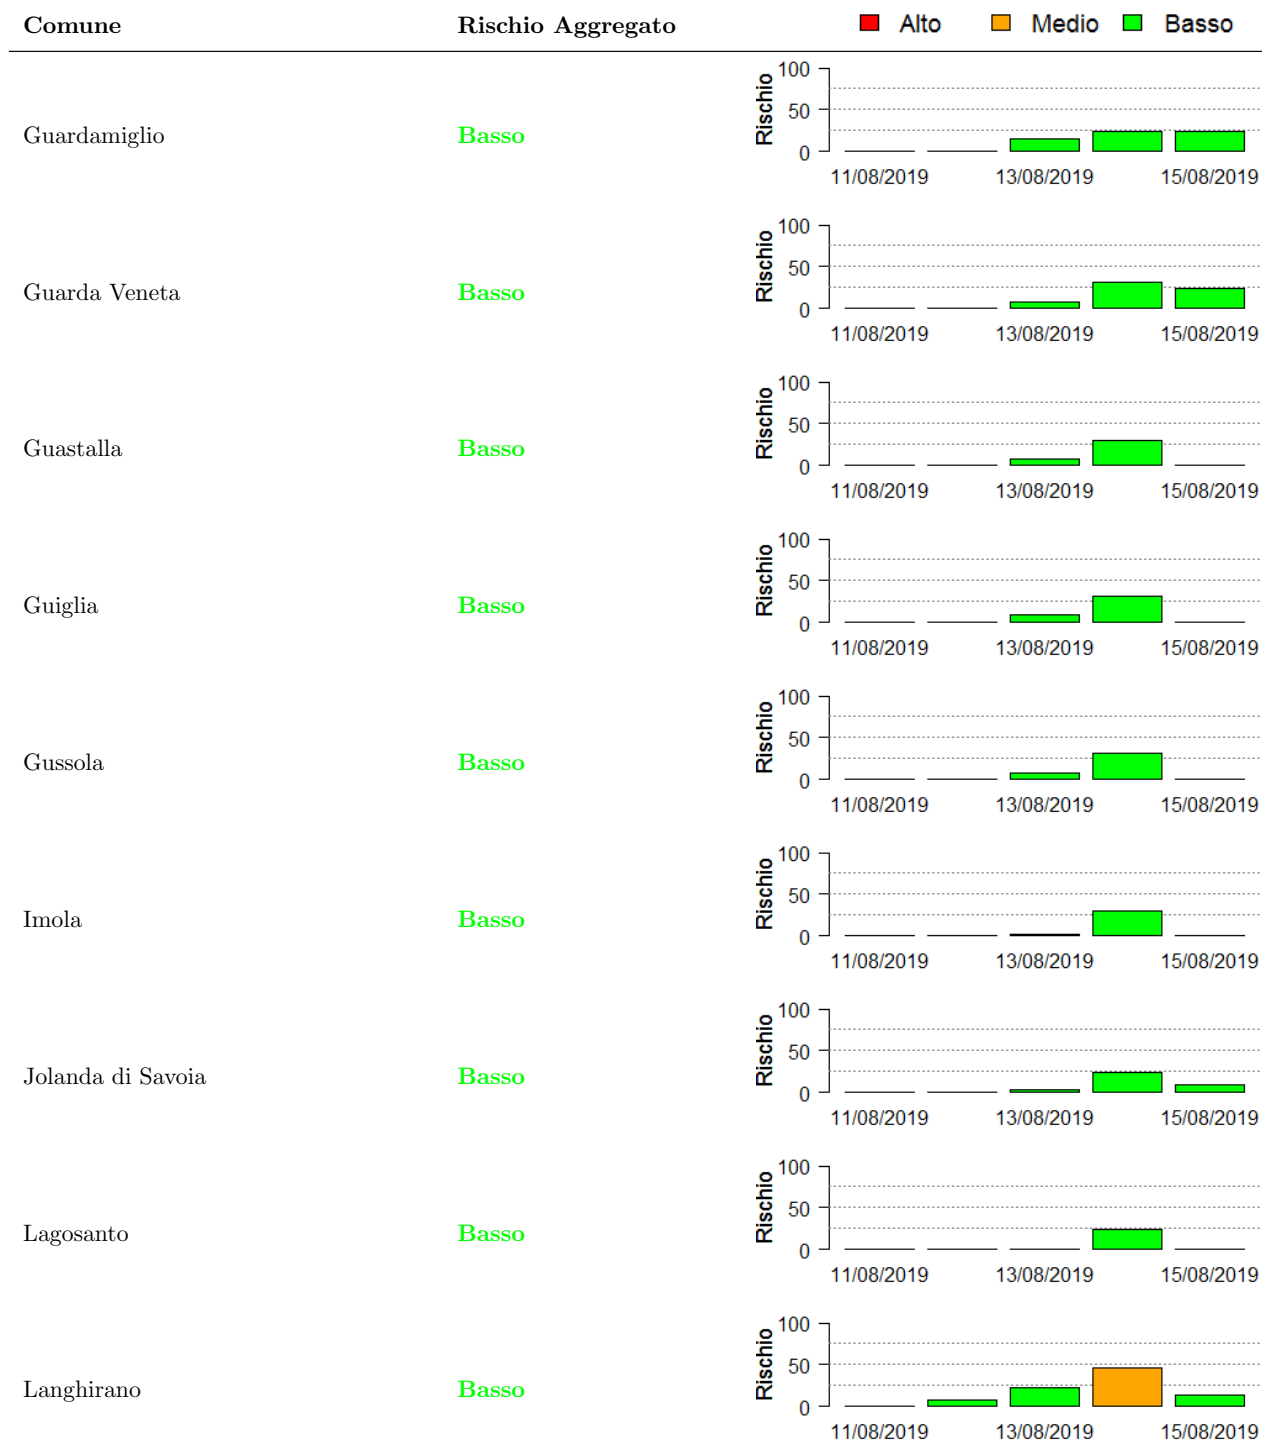 Comune Rischio Aggregato Alto Medio Basso
100
50
0
Rischio
Guardamiglio Basso
11/08/2019 13/08/2019 15/08/2019
100
50
0
Rischio
Guarda Veneta Basso
11/08/2019 13/08/2019 15/08/2019
100
50
0
Rischio
Guastalla Basso
11/08/2019 13/08/2019 15/08/2019
100
50
0
Rischio
Guiglia Basso
11/08/2019 13/08/2019 15/08/2019
100
50
0
Rischio
Gussola Basso
11/08/2019 13/08/2019 15/08/2019
100
50
0
Rischio
Imola Basso
11/08/2019 13/08/2019 15/08/2019
100
50
0
Rischio
Jolanda di Savoia Basso
11/08/2019 13/08/2019 15/08/2019
100
50
0
Rischio
Lagosanto Basso
11/08/2019 13/08/2019 15/08/2019
100
50
0
Rischio
Langhirano Basso
11/08/2019 13/08/2019 15/08/2019